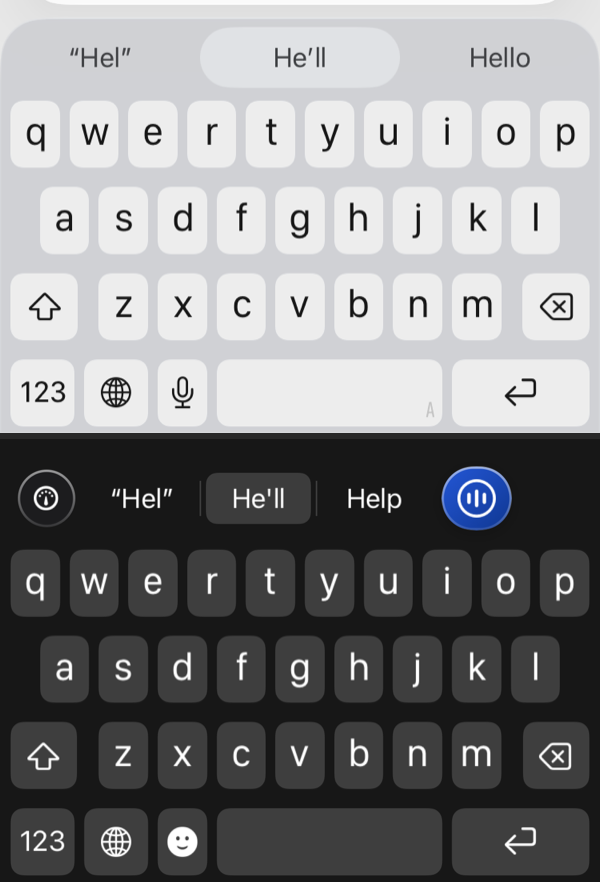 “Hel” He’ll Hello
q w e r t y u i o p
a s d f g h j k l
z x c v b n m
123 A
“Hel” He'll Help
q w e r t y u i o p
a s d f g h j k l
z x c v b n m
123